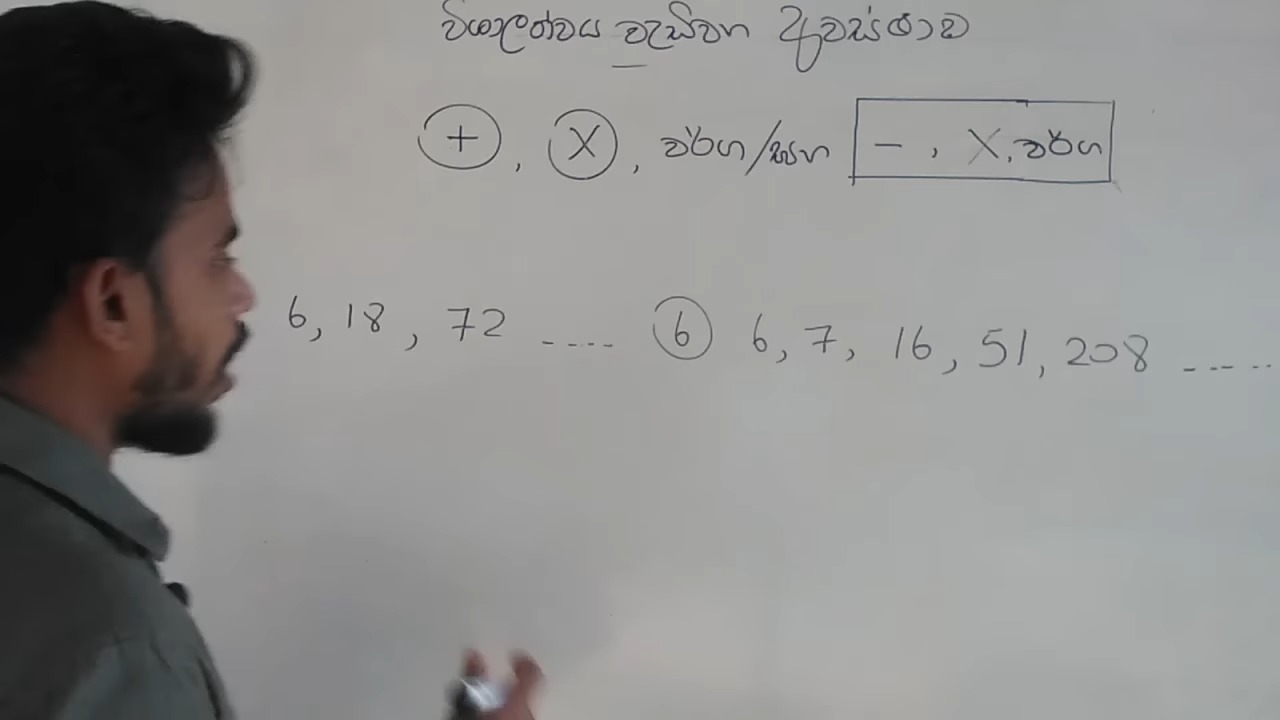 විශාලත්වය වැඩිවන අවස්ථාව
+ , X , වර්ග/ඝන – , X, වර්ග
6, 18 , 72 .... 6 6, 7, 16, 51, 208 .....